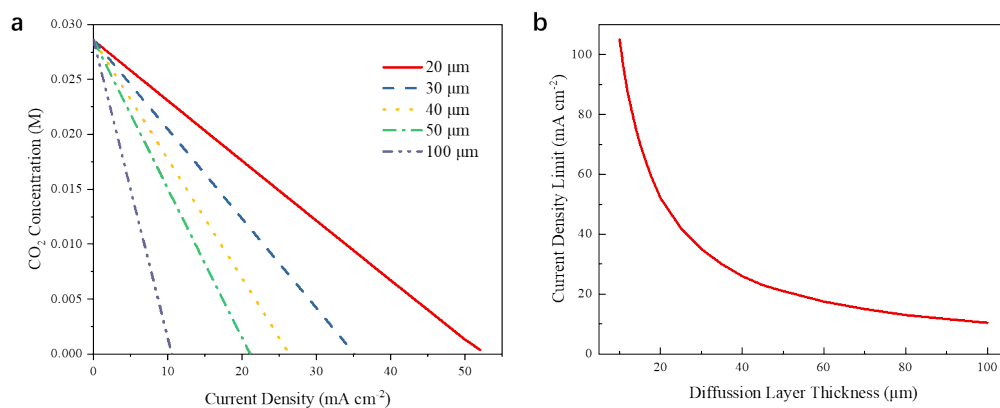 a
0.030
0.025
0.020
0.015
0.010
0.005
0.000
CO₂ Concentration (M)
20 μm
30 μm
40 μm
50 μm
100 μm
0 10 20 30 40 50
Current Density (mA cm⁻²)
b
100
80
60
40
20
0
Current Density Limit (mA cm⁻²)
20 40 60 80 100
Diffussion Layer Thickness (μm)